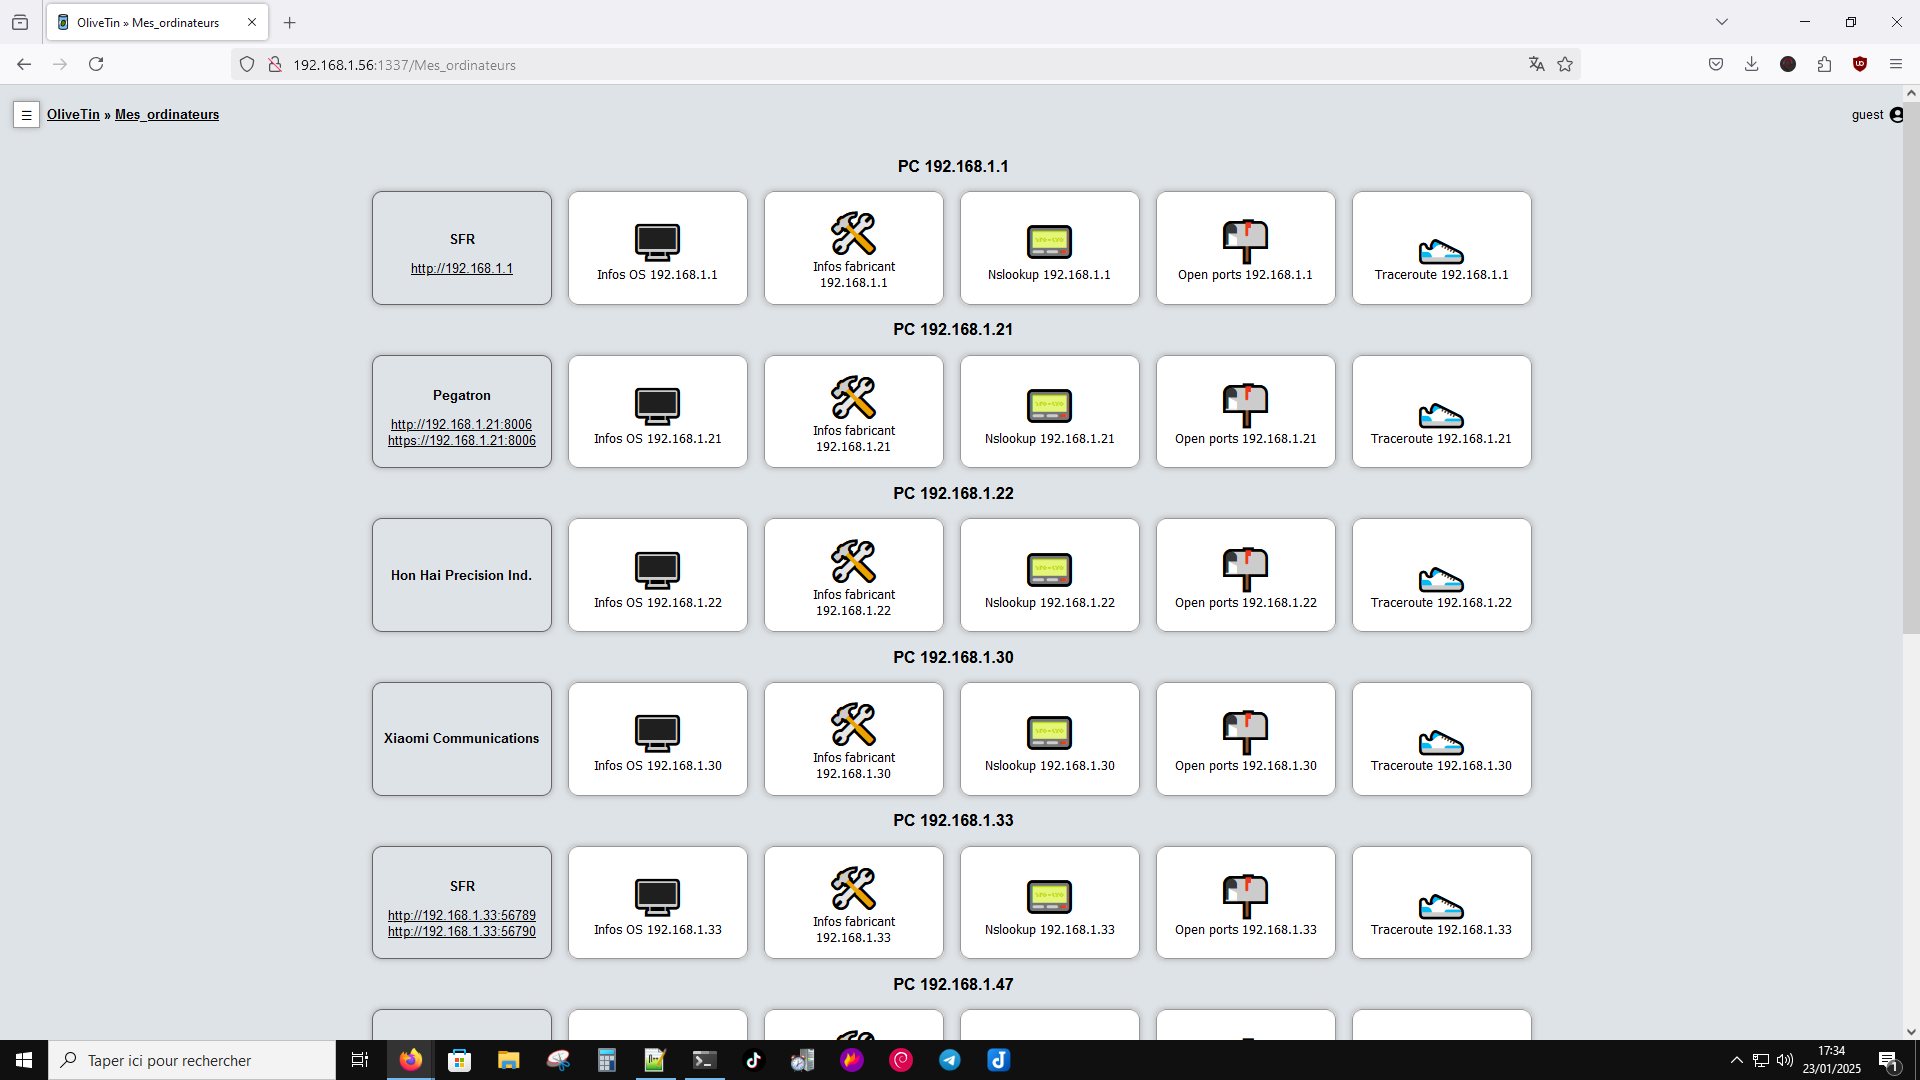 OliveTin » Mes_ordinateurs
192.168.1.56:1337/Mes_ordinateurs
OliveTin » Mes_ordinateurs
guest
PC 192.168.1.1
SFR
http://192.168.1.1
Infos OS 192.168.1.1
Infos fabricant
192.168.1.1
Nslookup 192.168.1.1
Open ports 192.168.1.1
Traceroute 192.168.1.1
PC 192.168.1.21
Pegatron
http://192.168.1.21:8006
https://192.168.1.21:8006
Infos OS 192.168.1.21
Infos fabricant
192.168.1.21
Nslookup 192.168.1.21
Open ports 192.168.1.21
Traceroute 192.168.1.21
PC 192.168.1.22
Hon Hai Precision Ind.
Infos OS 192.168.1.22
Infos fabricant
192.168.1.22
Nslookup 192.168.1.22
Open ports 192.168.1.22
Traceroute 192.168.1.22
PC 192.168.1.30
Xiaomi Communications
Infos OS 192.168.1.30
Infos fabricant
192.168.1.30
Nslookup 192.168.1.30
Open ports 192.168.1.30
Traceroute 192.168.1.30
PC 192.168.1.33
SFR
http://192.168.1.33:56789
http://192.168.1.33:56790
Infos OS 192.168.1.33
Infos fabricant
192.168.1.33
Nslookup 192.168.1.33
Open ports 192.168.1.33
Traceroute 192.168.1.33
PC 192.168.1.47
Taper ici pour rechercher
17:34
23/01/2025
1